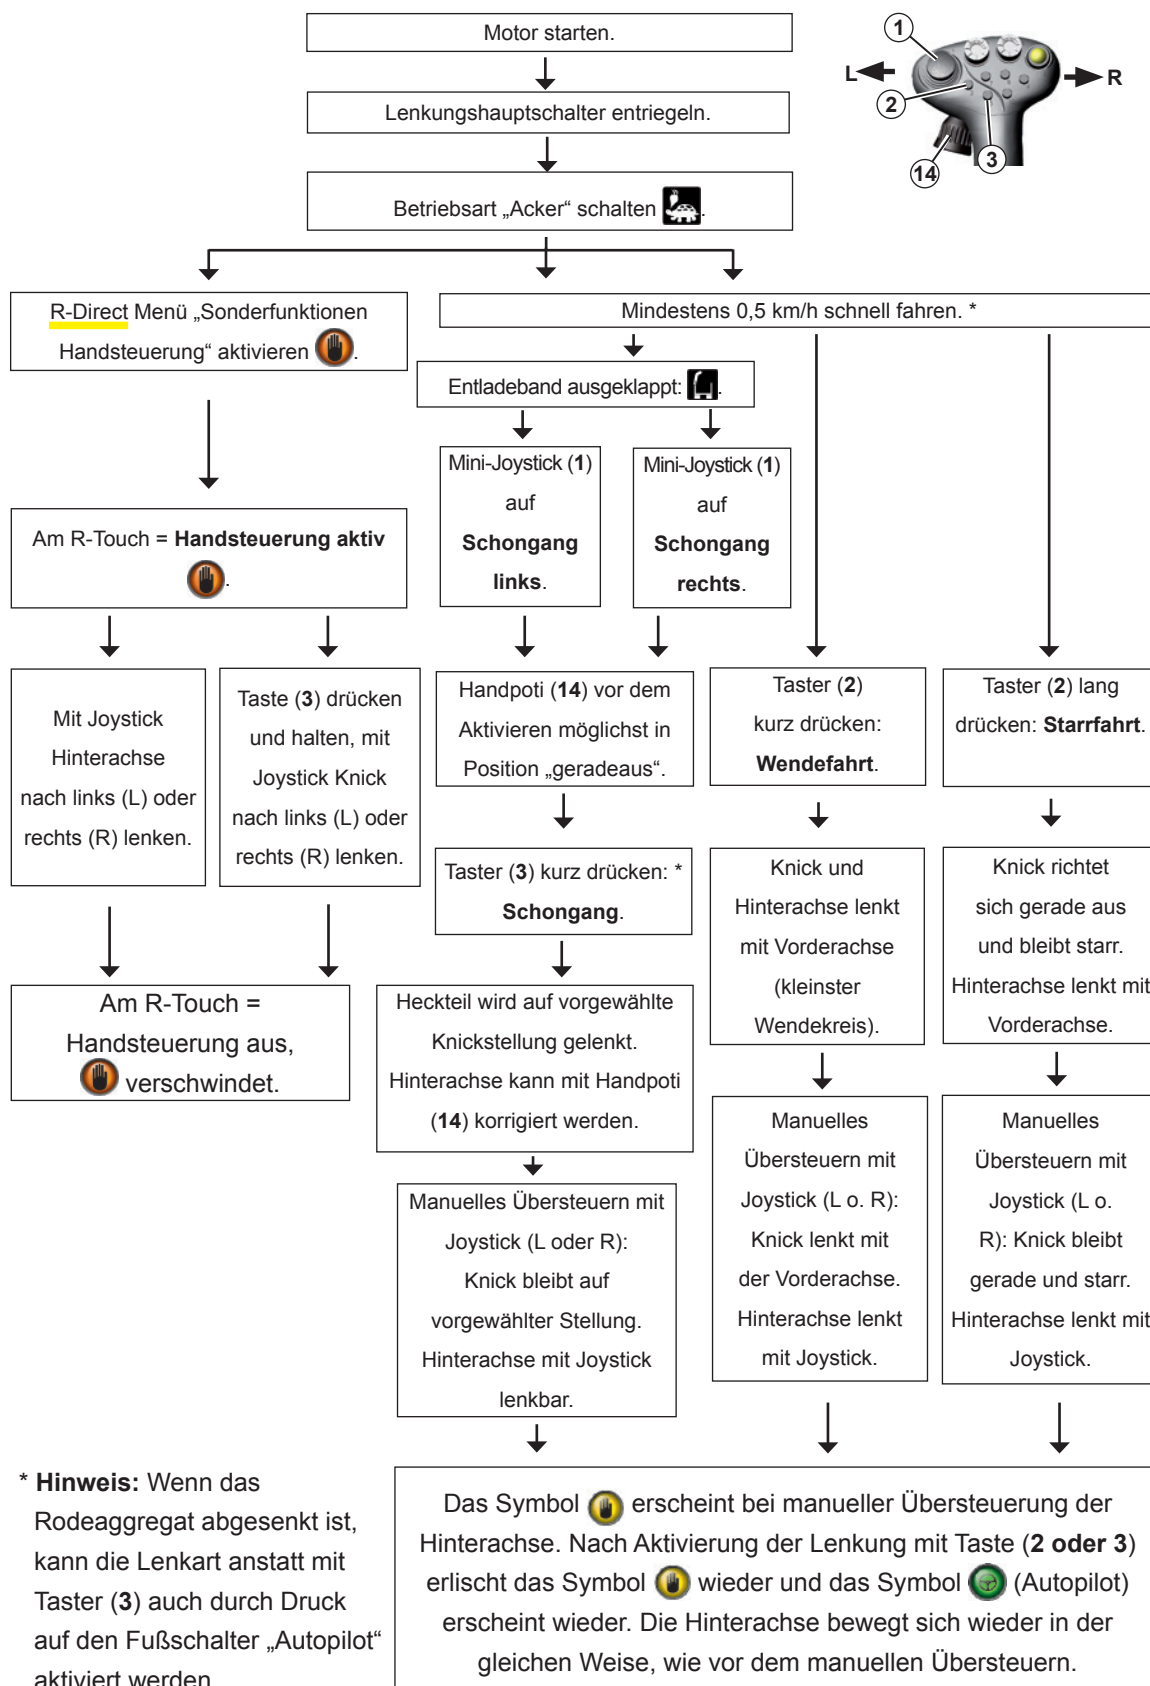 Motor starten.
1
L
R
2
3
14
Lenkungshauptschalter entriegeln.
Betriebsart „Acker“ schalten .
R-Direct Menü „Sonderfunktionen
Handsteuerung“ aktivieren .
Mindestens 0,5 km/h schnell fahren. *
Entladeband ausgeklappt: .
Mini-Joystick (1)
auf
Schongang
links.
Mini-Joystick (1)
auf
Schongang
rechts.
Am R-Touch = Handsteuerung aktiv
.
Mit Joystick
Hinterachse
nach links (L) oder
rechts (R) lenken.
Taste (3) drücken
und halten, mit
Joystick Knick
nach links (L) oder
rechts (R) lenken.
Handpoti (14) vor dem
Aktivieren möglichst in
Position „geradeaus“.
Taster (2)
kurz drücken:
Wendefahrt.
Taster (2) lang
drücken: Starrfahrt.
Taster (3) kurz drücken: *
Schongang.
Knick und
Hinterachse lenkt
mit Vorderachse
(kleinster
Wendekreis).
Knick richtet
sich gerade aus
und bleibt starr.
Hinterachse lenkt mit
Vorderachse.
Am R-Touch =
Handsteuerung aus,
verschwindet.
Heckteil wird auf vorgewählte
Knickstellung gelenkt.
Hinterachse kann mit Handpoti
(14) korrigiert werden.
Manuelles
Übersteuern mit
Joystick (L o. R):
Knick lenkt mit
der Vorderachse.
Hinterachse lenkt
mit Joystick.
Manuelles
Übersteuern mit
Joystick (L o.
R): Knick bleibt
gerade und starr.
Hinterachse lenkt mit
Joystick.
Manuelles Übersteuern mit
Joystick (L oder R):
Knick bleibt auf
vorgewählter Stellung.
Hinterachse mit Joystick
lenkbar.
* Hinweis: Wenn das
Rodeaggregat abgesenkt ist,
kann die Lenkart anstatt mit
Taster (3) auch durch Druck
auf den Fußschalter „Autopilot“
aktiviert werden
Das Symbol erscheint bei manueller Übersteuerung der
Hinterachse. Nach Aktivierung der Lenkung mit Taste (2 oder 3)
erlischt das Symbol wieder und das Symbol (Autopilot)
erscheint wieder. Die Hinterachse bewegt sich wieder in der
gleichen Weise, wie vor dem manuellen Übersteuern.